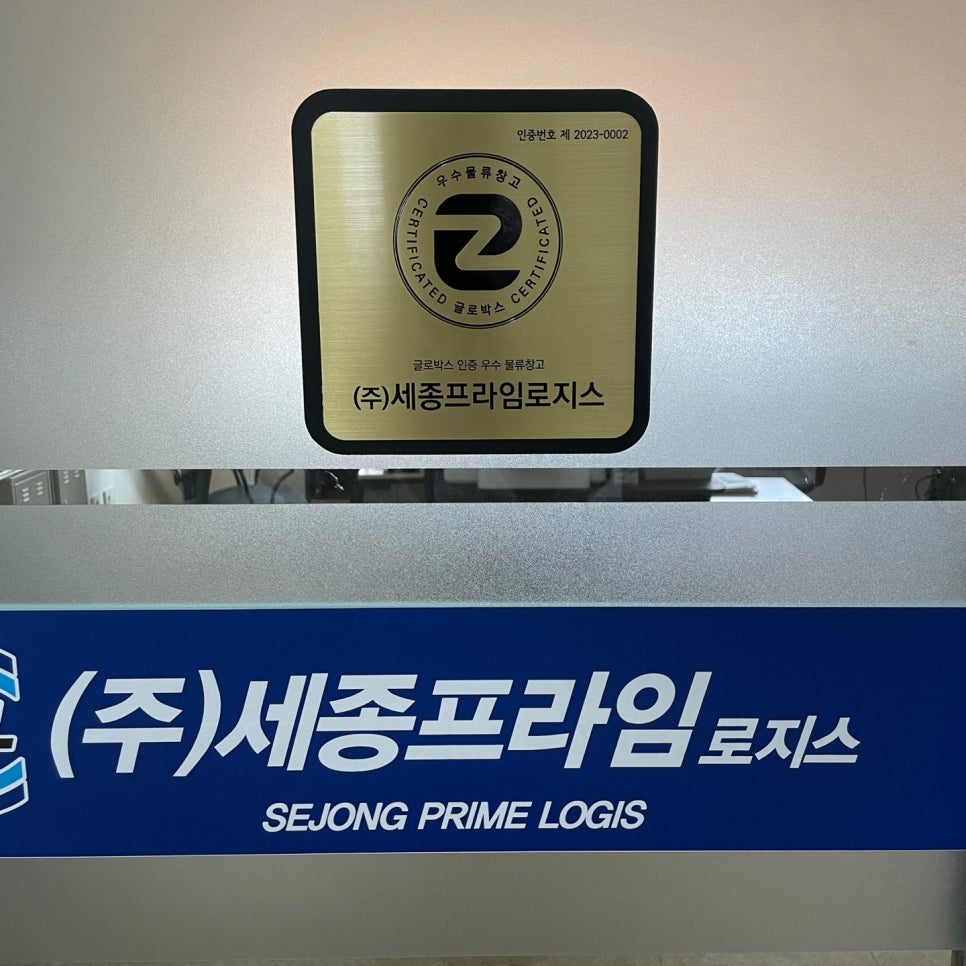 인증번호 제 2023-0002
우수물류창고
CERTIFICATED 글로박스 CERTIFICATED
글로박스 인증 우수 물류창고
(주)세종프라임로지스
(주)세종프라임로지스
SEJONG PRIME LOGIS